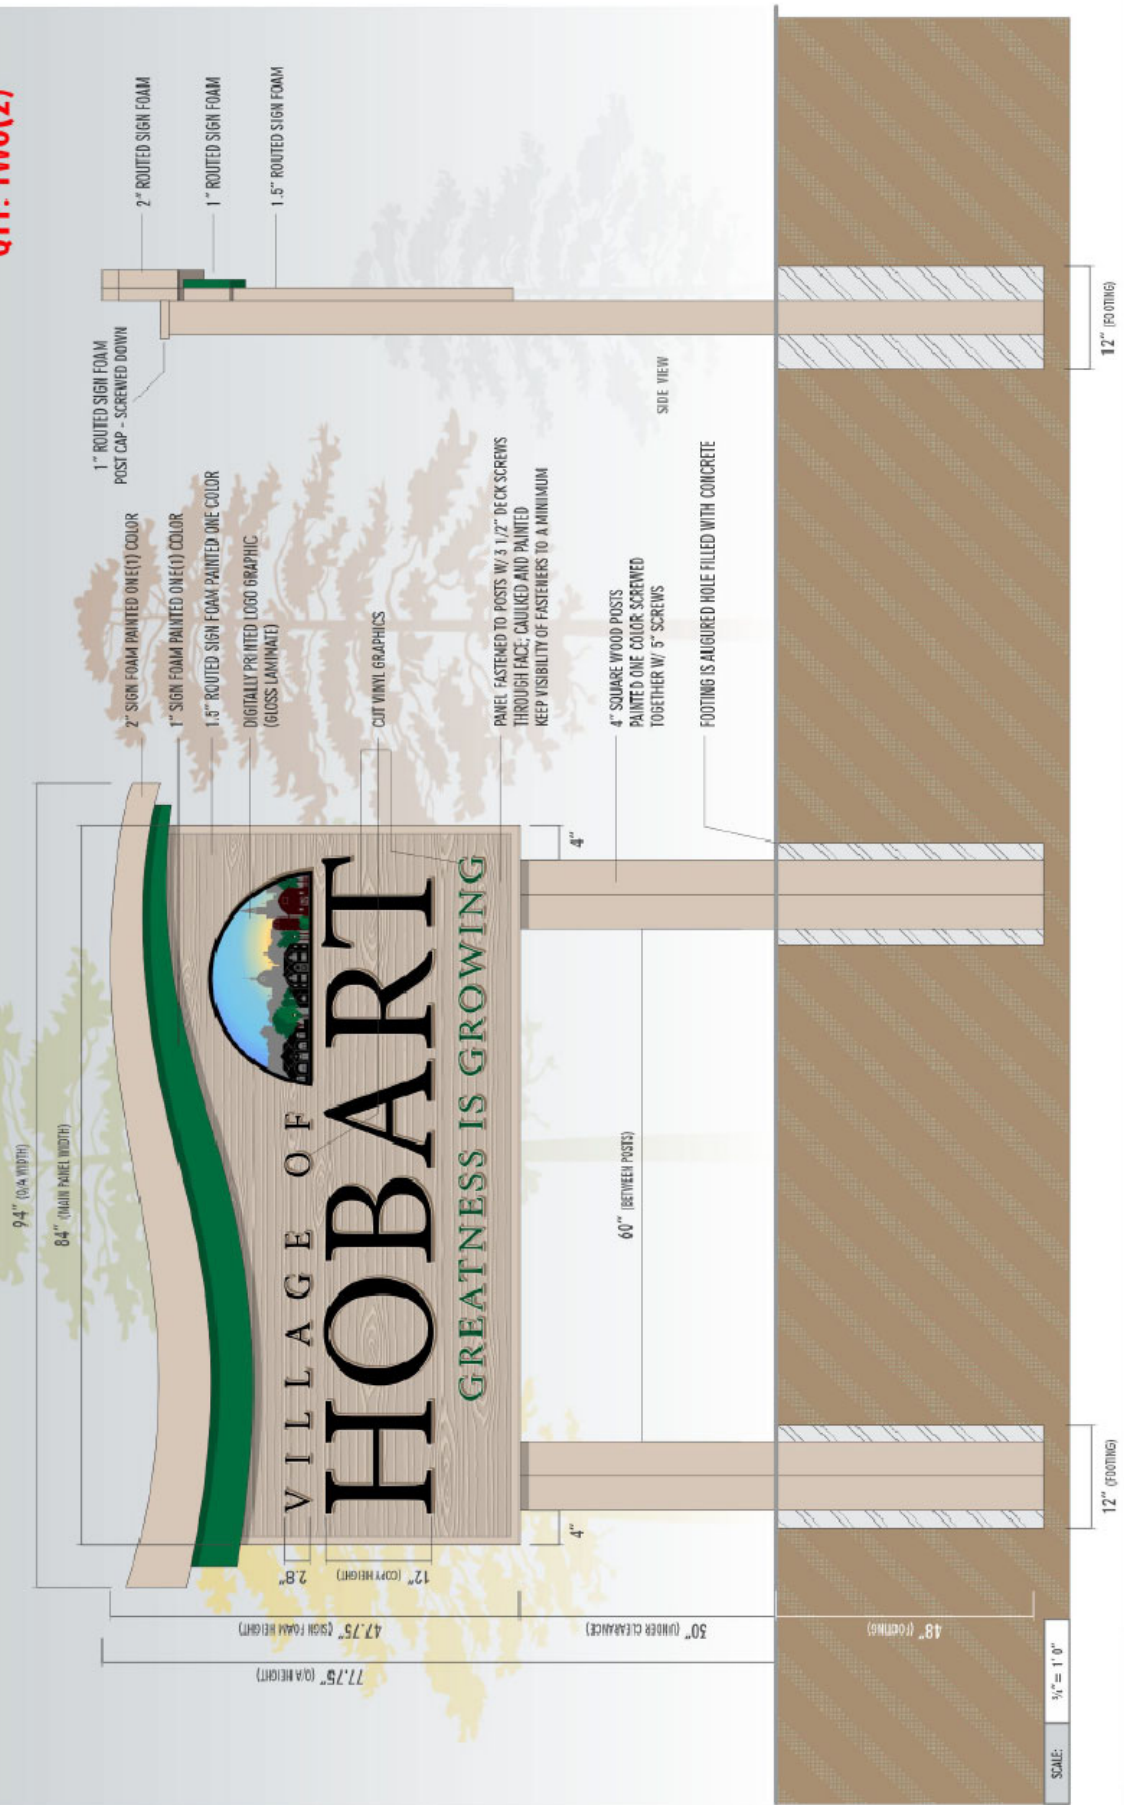 QTY: TWO(2)
94" (O/A WIDTH)
84" (MAIN PANEL WIDTH)
1" ROUTED SIGN FOAM
POST CAP - SCREWED DOWN
2" ROUTED SIGN FOAM
1" ROUTED SIGN FOAM
1.5" ROUTED SIGN FOAM
2" SIGN FOAM PAINTED ONE(1) COLOR
1" SIGN FOAM PAINTED ONE(1) COLOR
1.5" ROUTED SIGN FOAM PAINTED ONE COLOR
DIGITALLY PRINTED LOGO GRAPHIC
(GLOSS LAMINATE)
CUT VINYL GRAPHICS
PANEL FASTENED TO POSTS W/ 3 1/2" DECK SCREWS
THROUGH FACE; CAULKED AND PAINTED
KEEP VISIBILITY OF FASTENERS TO A MINIMUM
4" SQUARE WOOD POSTS
PAINTED ONE COLOR; SCREWED
TOGETHER W/ 5" SCREWS
FOOTING IS AUGURED HOLE FILLED WITH CONCRETE
SIDE VIEW
VILLAGE OF
HOBART
GREATNESS IS GROWING
2.8"
12" (COPY HEIGHT)
47.75" (SIGN FOAM HEIGHT)
77.75" (O/A HEIGHT)
30" (UNDER CLEARANCE)
48" (FOOTING)
4"
4"
60" (BETWEEN POSTS)
12" (FOOTING)
12" (FOOTING)
SCALE:
¾" = 1' 0"